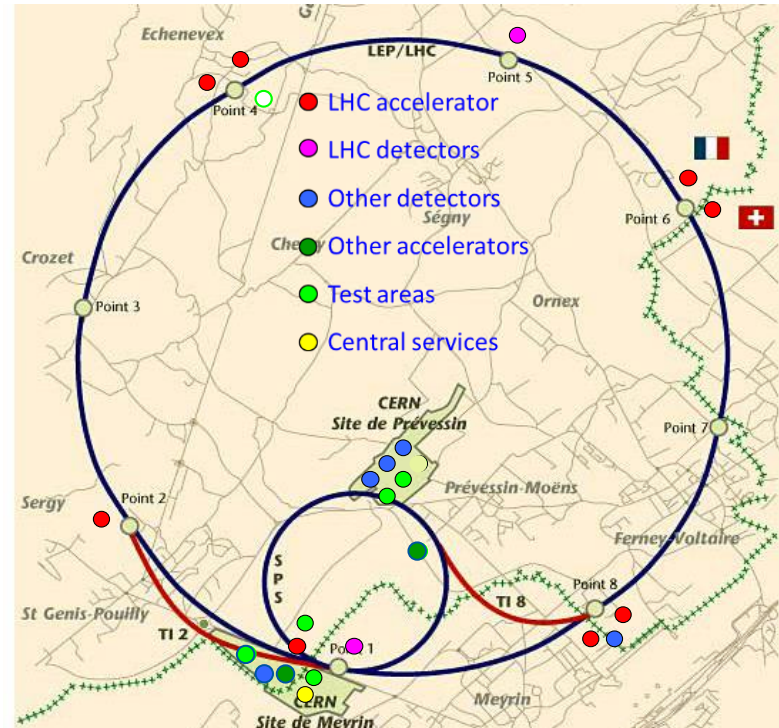 Echenevex
LEP/LHC
Point 5
Point 4
LHC accelerator
LHC detectors
Other detectors
Ségny
Point 6
Other accelerators
Crozet
Test areas
Point 3
Ornex
Central services
CERN
Site de Prévessin
Point 7
Sergy
Point 2
Prévessin-Moëns
Ferney-Voltaire
SPS
St Genis-Pouilly
TI 8
Point 8
TI 2
Point 1
CERN
Site de Meyrin
Meyrin